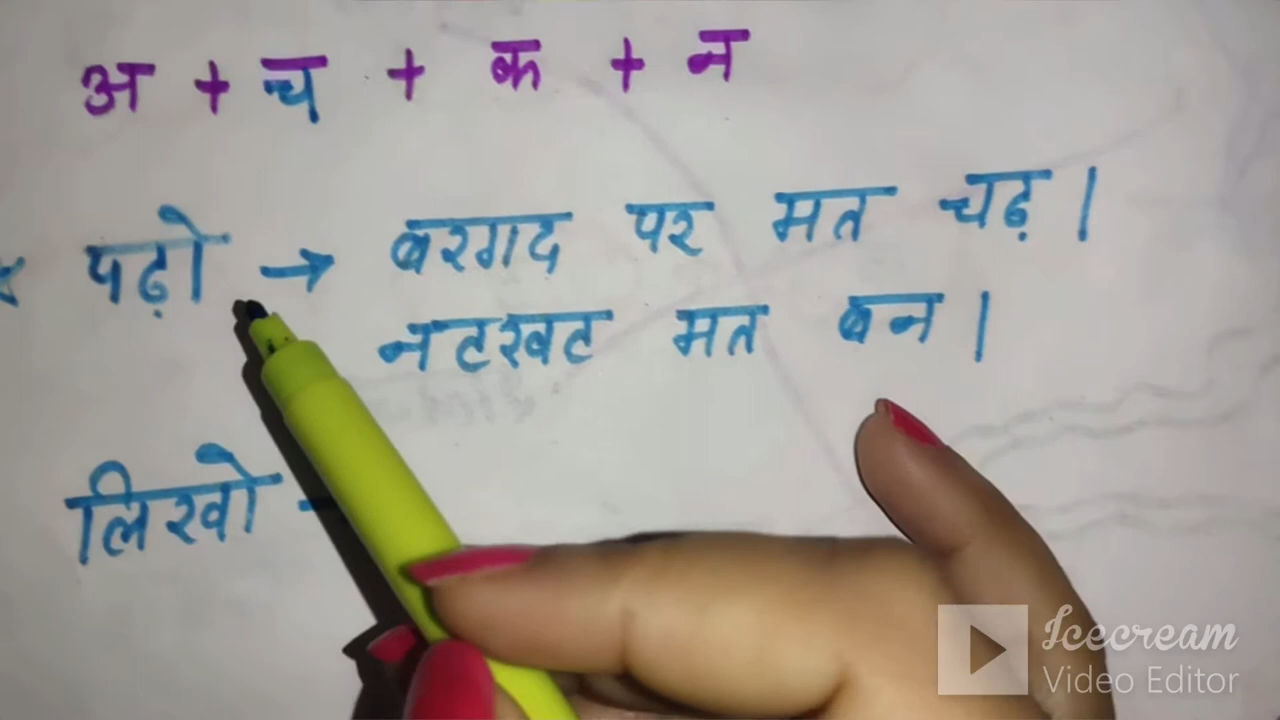 अ + च + क + न
पढ़ो → बरगद पर मत चढ़।
नटखट मत बन।
लिखो -
Icecream
Video Editor